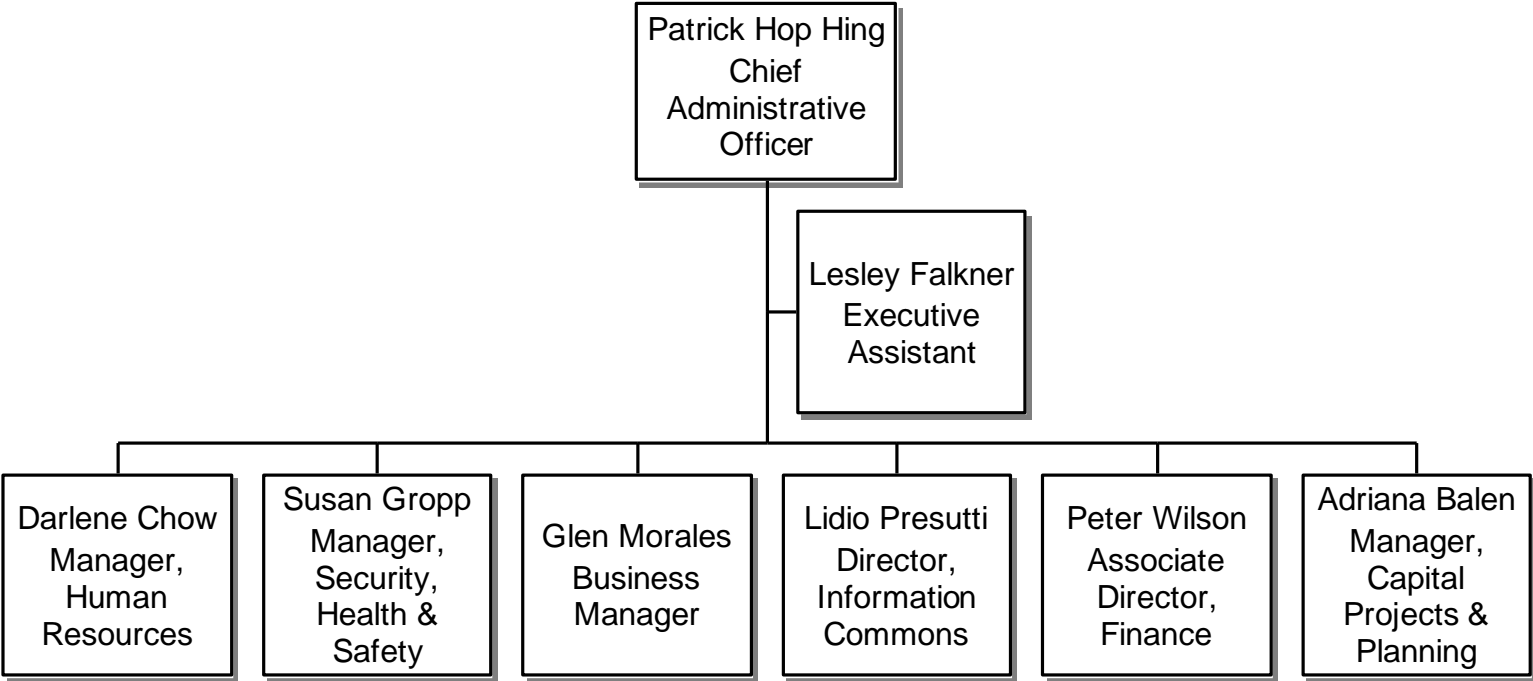 Patrick Hop Hing
Chief
Administrative
Officer
Lesley Falkner
Executive
Assistant
Darlene Chow
Manager,
Human
Resources
Susan Gropp
Manager,
Security,
Health &
Safety
Glen Morales
Business
Manager
Lidio Presutti
Director,
Information
Commons
Peter Wilson
Associate
Director,
Finance
Adriana Balen
Manager,
Capital
Projects &
Planning